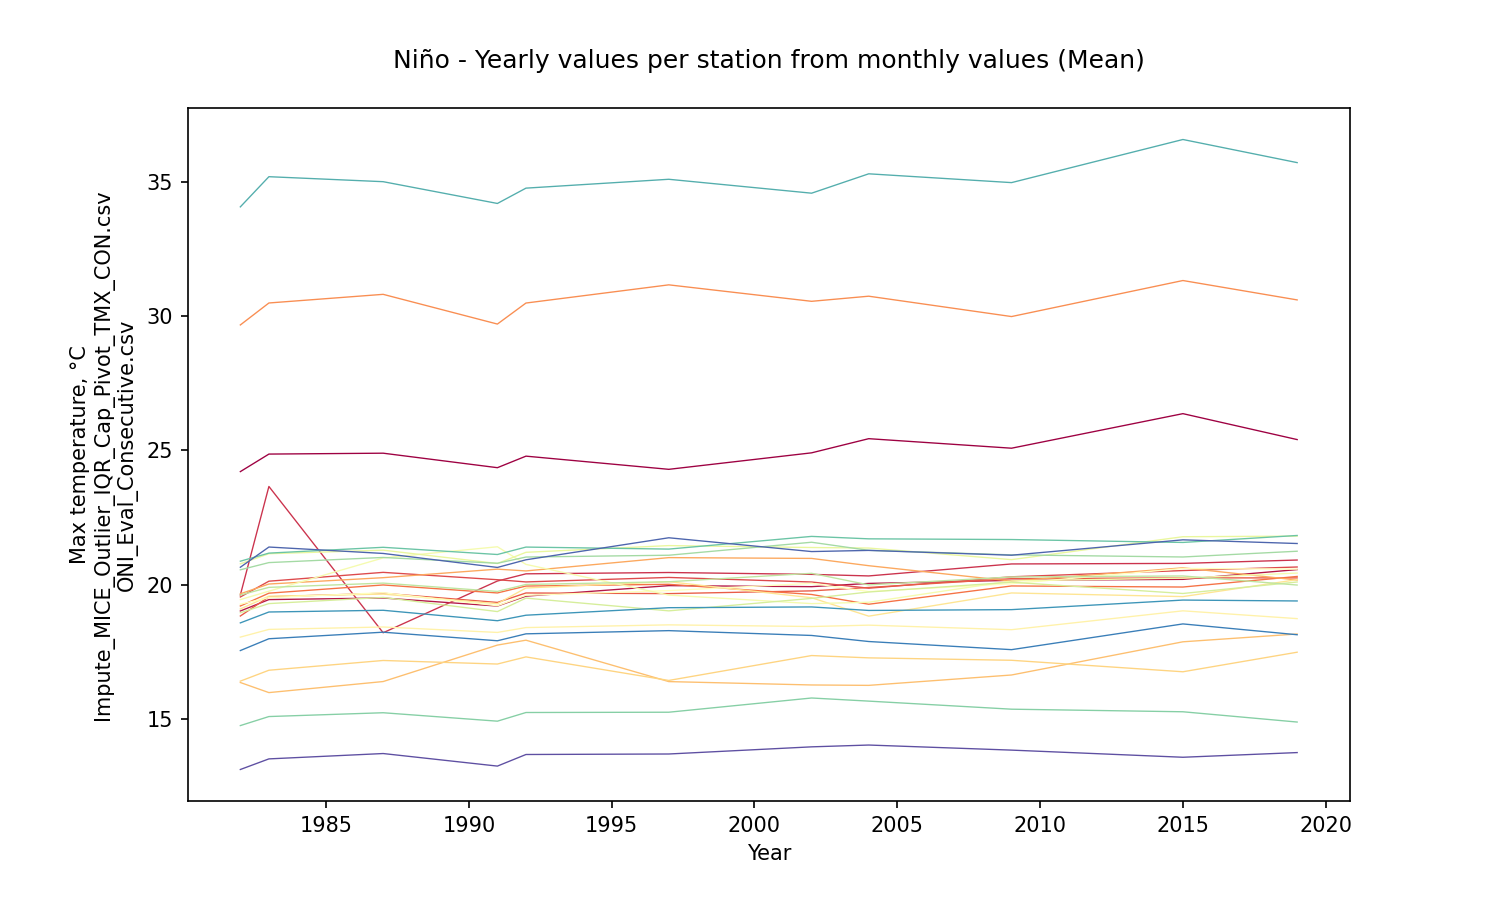 Niño - Yearly values per station from monthly values (Mean)
Max temperature, °C
Impute_MICE_Outlier_IQR_Cap_Pivot_TMX_CON.csv
ONI_Eval_Consecutive.csv
35
30
25
20
15
1985
1990
1995
2000
2005
2010
2015
2020
Year